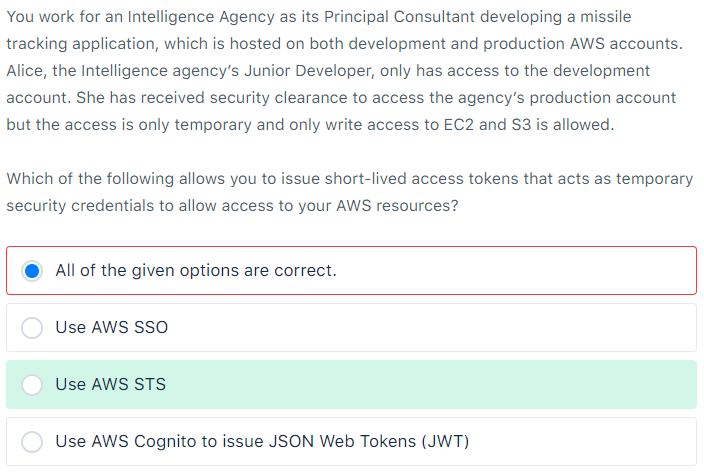 You work for an Intelligence Agency as its Principal Consultant developing a missile
tracking application, which is hosted on both development and production AWS accounts.
Alice, the Intelligence agency’s Junior Developer, only has access to the development
account. She has received security clearance to access the agency’s production account
but the access is only temporary and only write access to EC2 and S3 is allowed.
Which of the following allows you to issue short-lived access tokens that acts as temporary
security credentials to allow access to your AWS resources?
All of the given options are correct.
Use AWS SSO
Use AWS STS
Use AWS Cognito to issue JSON Web Tokens (JWT)